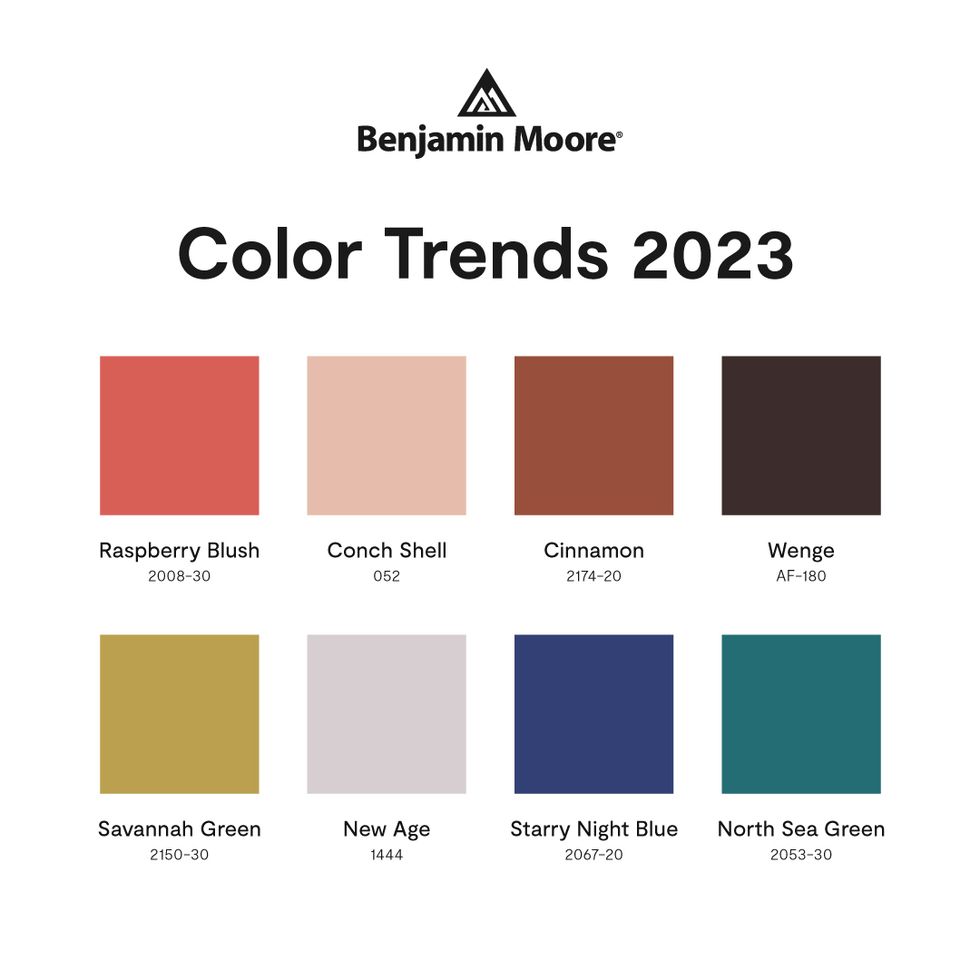 Benjamin Moore®
Color Trends 2023
Raspberry Blush
2008-30
Conch Shell
052
Cinnamon
2174-20
Wenge
AF-180
Savannah Green
2150-30
New Age
1444
Starry Night Blue
2067-20
North Sea Green
2053-30